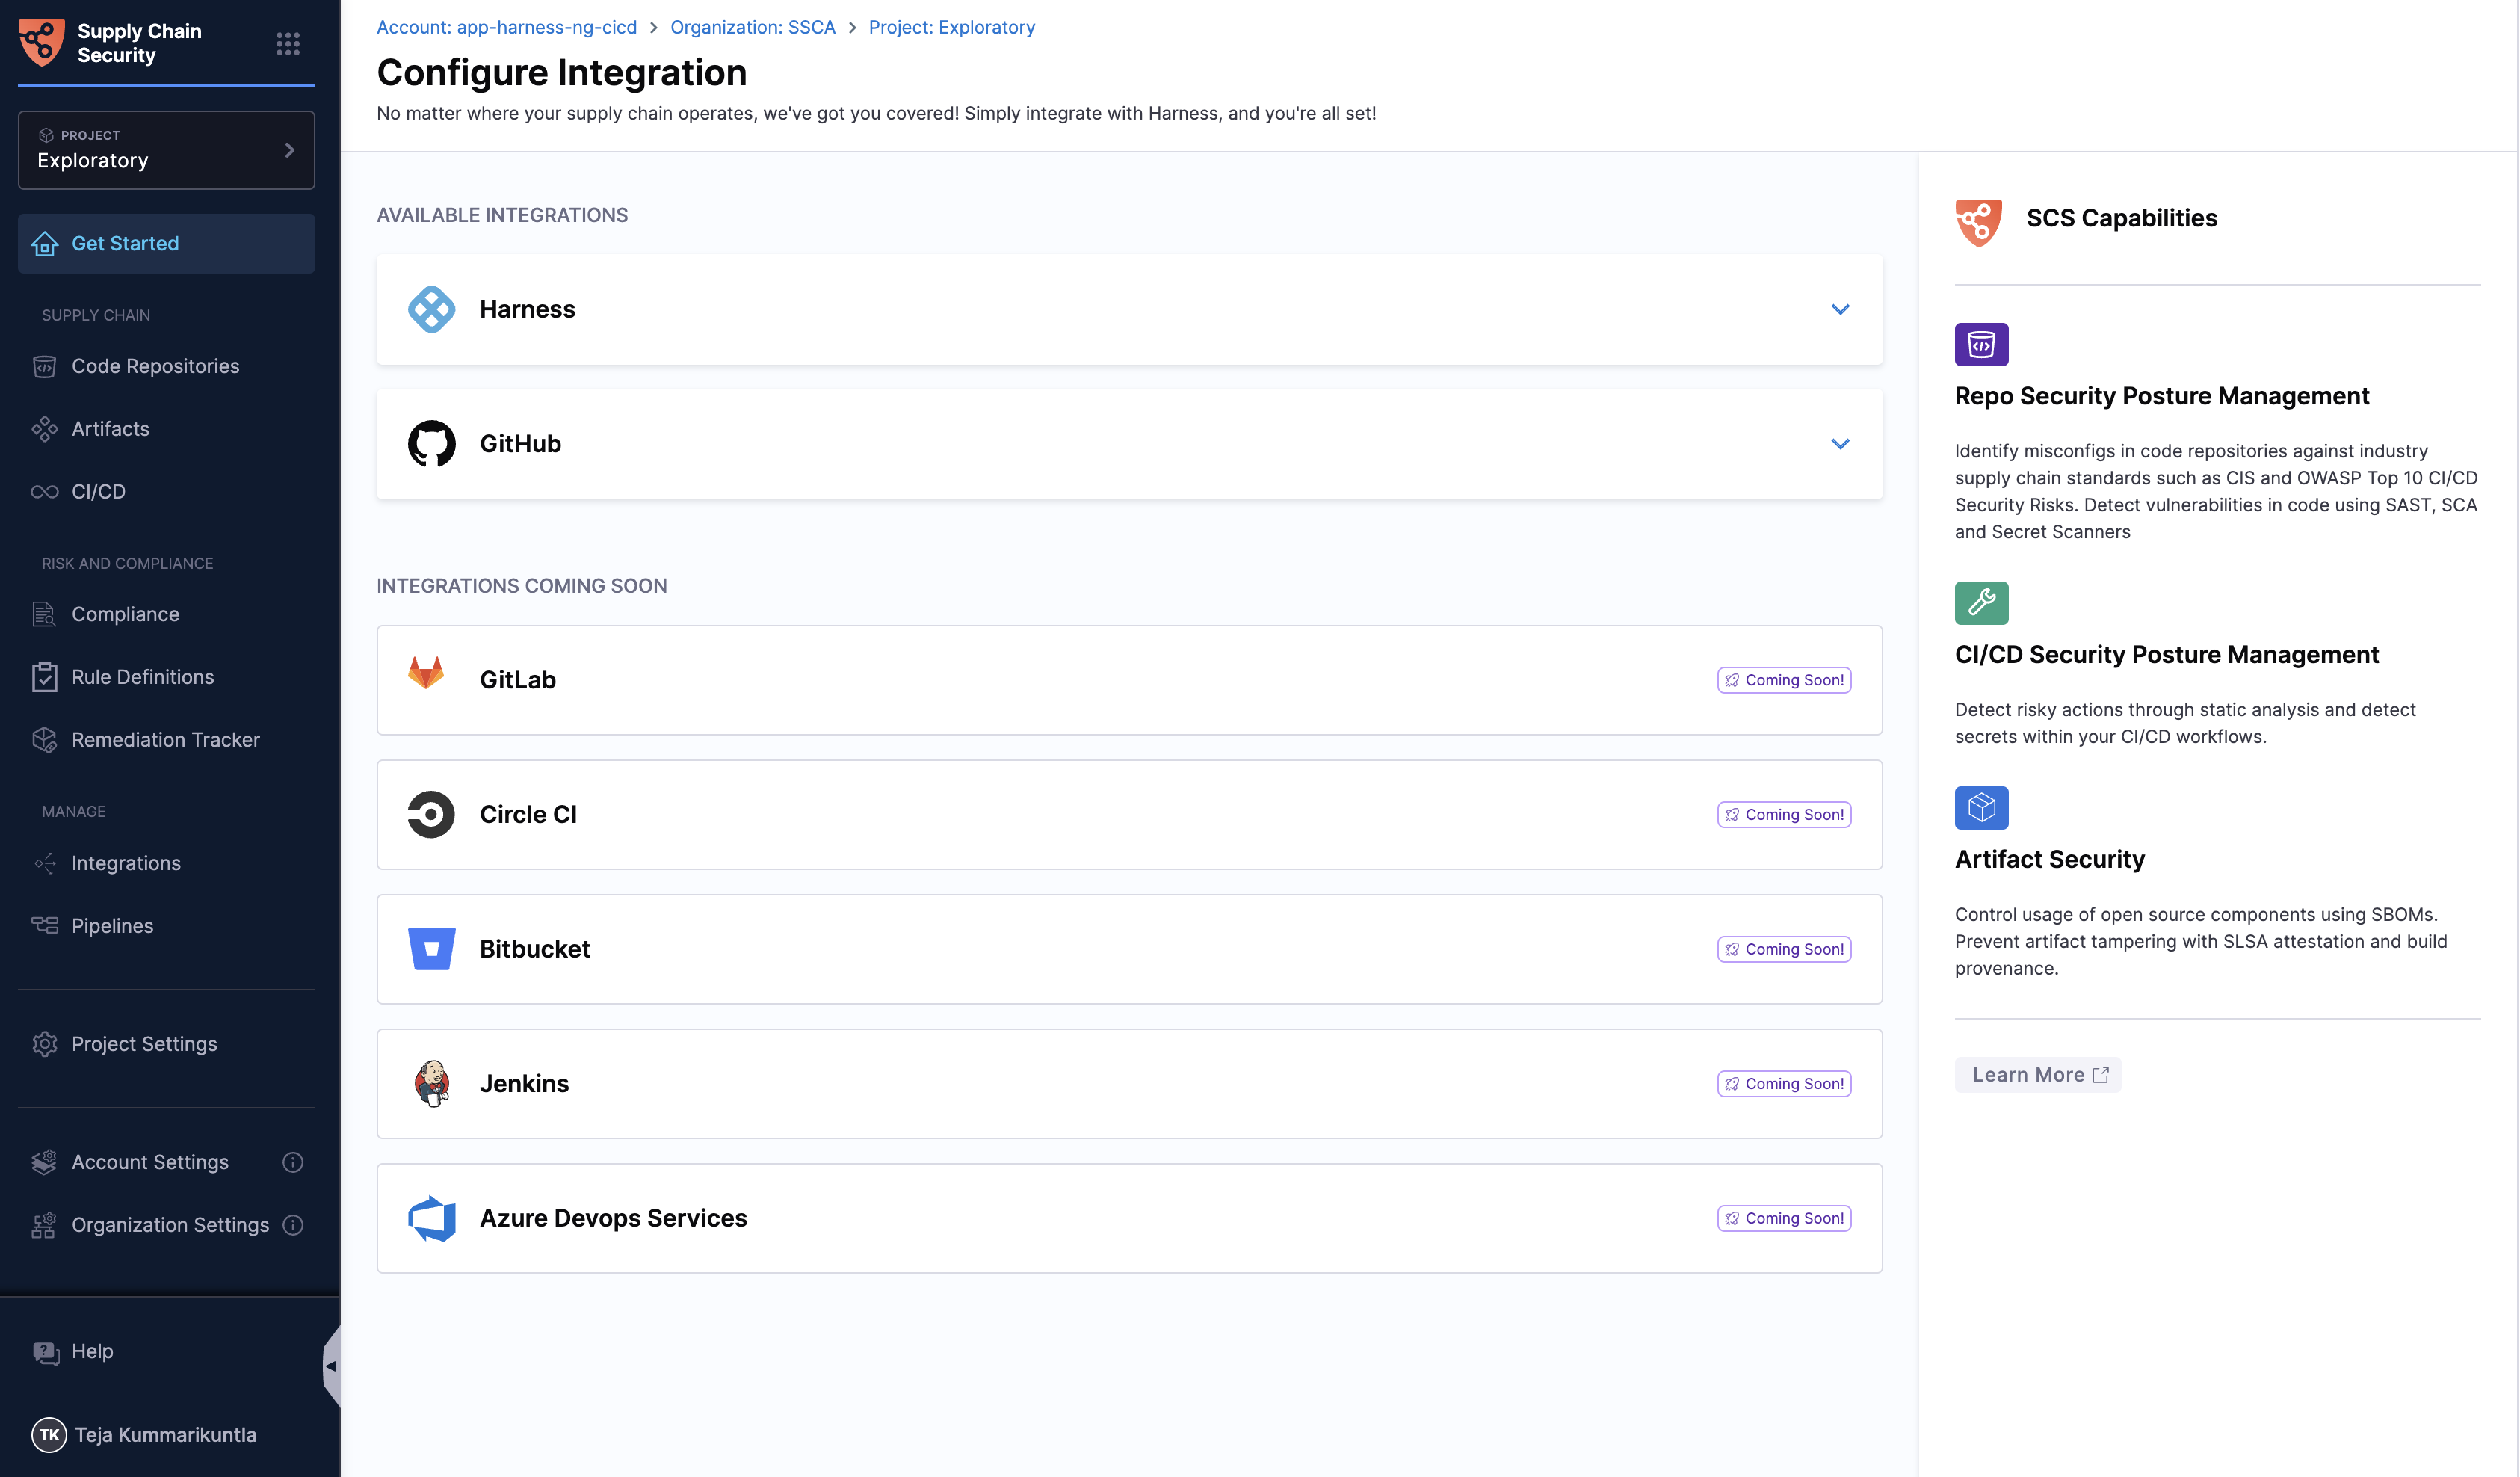 Supply Chain
Security
PROJECT
Exploratory
Get Started
SUPPLY CHAIN
Code Repositories
Artifacts
CI/CD
RISK AND COMPLIANCE
Compliance
Rule Definitions
Remediation Tracker
MANAGE
Integrations
Pipelines
Project Settings
Account Settings
Organization Settings
Help
TK Teja Kummarikuntla
Account: app-harness-ng-cicd > Organization: SSCA > Project: Exploratory
Configure Integration
No matter where your supply chain operates, we've got you covered! Simply integrate with Harness, and you're all set!
AVAILABLE INTEGRATIONS
Harness
GitHub
INTEGRATIONS COMING SOON
GitLab Coming Soon!
Circle CI Coming Soon!
Bitbucket Coming Soon!
Jenkins Coming Soon!
Azure Devops Services Coming Soon!
SCS Capabilities
Repo Security Posture Management
Identify misconfigs in code repositories against industry
supply chain standards such as CIS and OWASP Top 10 CI/CD
Security Risks. Detect vulnerabilities in code using SAST, SCA
and Secret Scanners
CI/CD Security Posture Management
Detect risky actions through static analysis and detect
secrets within your CI/CD workflows.
Artifact Security
Control usage of open source components using SBOMs.
Prevent artifact tampering with SLSA attestation and build
provenance.
Learn More